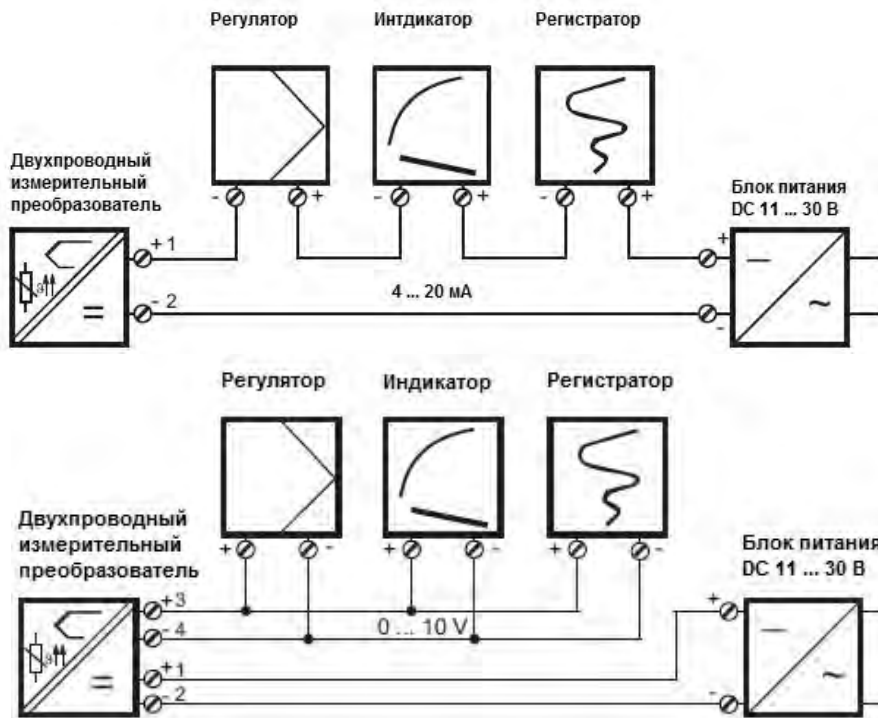 Регулятор Интдикатор Регистратор
Двухпроводный
измерительный
преобразователь
Блок питания
DC 11 ... 30 В
- + - + - +
+ 1 +
4 ... 20 мА
- 2 -
= ~
Регулятор Индикатор Регистратор
Двухпроводный
измерительный
преобразователь
Блок питания
DC 11 ... 30 В
+ - + - + -
+3 +
-4 0 ... 10 V
+1
- 2 -
= ~